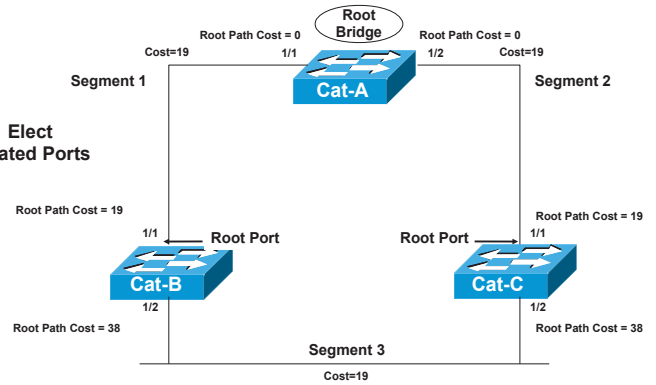 Root
Bridge
Root Path Cost = 0
Root Path Cost = 0
Cost=19
1/1
1/2
Cost=19
Segment 1
Segment 2
Cat-A
Elect
ated Ports
Root Path Cost = 19
Root Path Cost = 19
1/1
Root Port
Root Port
1/1
Cat-B
Cat-C
1/2
1/2
Root Path Cost = 38
Root Path Cost = 38
Segment 3
Cost=19